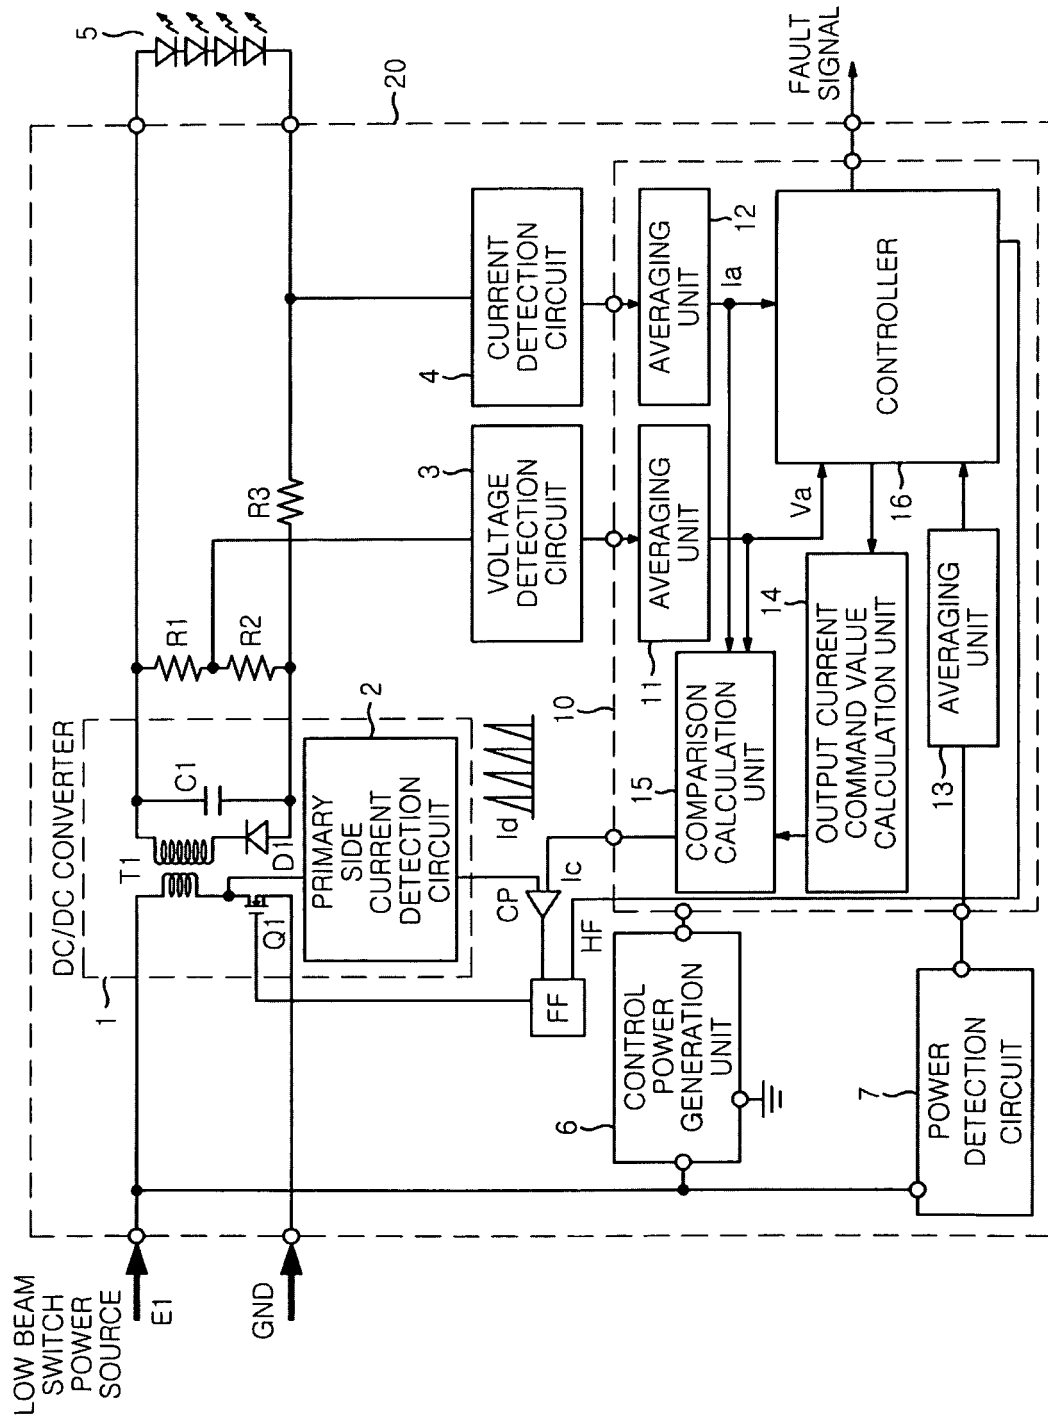 LOW BEAM
SWITCH
POWER
SOURCE
E1
GND
1
DC/DC CONVERTER
T1
C1
Q1
D1
PRIMARY
SIDE
CURRENT
DETECTION
CIRCUIT
2
R1
R2
R3
5
20
Id
CP
Ic
FF
HF
VOLTAGE
DETECTION
CIRCUIT
3
CURRENT
DETECTION
CIRCUIT
4
6
CONTROL
POWER
GENERATION
UNIT
7
POWER
DETECTION
CIRCUIT
10
15
COMPARISON
CALCULATION
UNIT
11
AVERAGING
UNIT
AVERAGING
UNIT
12
Ia
Va
14
OUTPUT CURRENT
COMMAND VALUE
CALCULATION UNIT
13
AVERAGING
UNIT
16
CONTROLLER
FAULT
SIGNAL